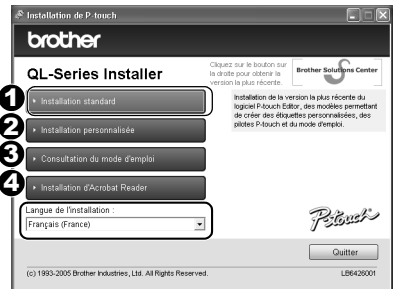 Installation de P-touch
brother
QL-Series Installer
Cliquez sur le bouton sur
la droite pour obtenir la
version la plus récente.
Brother Solutions Center
1
Installation standard
2
Installation personnalisée
3
Consultation du mode d'emploi
4
Installation d'Acrobat Reader
Installation de la version la plus récente du
logiciel P-touch Editor, des modèles permettant
de créer des étiquettes personnalisées, des
pilotes P-touch et du mode d'emploi.
Langue de l'installation :
Français (France)
P-touch
Quitter
(c) 1993-2005 Brother Industries, Ltd. All Rights Reserved.
LB6426001